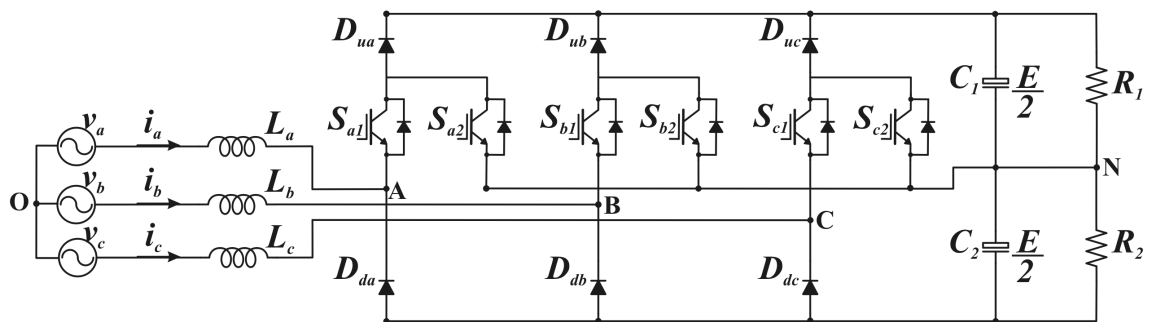 D_ua D_ub D_uc
S_a1 S_a2 S_b1 S_b2 S_c1 S_c2
C_1 E/2 R_1
v_a i_a L_a
O v_b i_b L_b
v_c i_c L_c
A B C N
D_da D_db D_dc
C_2 E/2 R_2